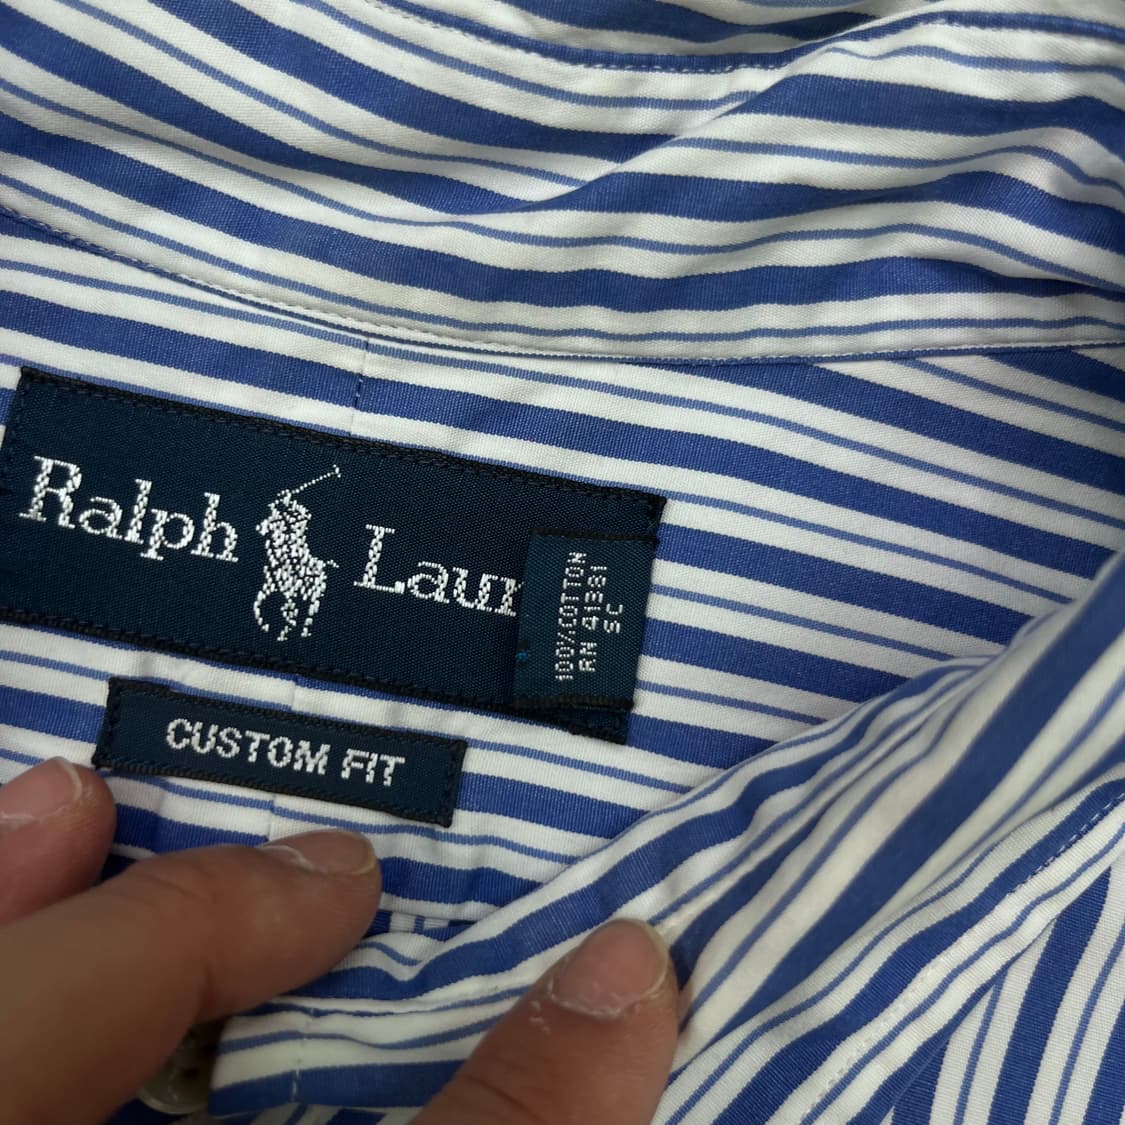 Ralph Laur
100% COTTON
RN 41381
SC
CUSTOM FIT